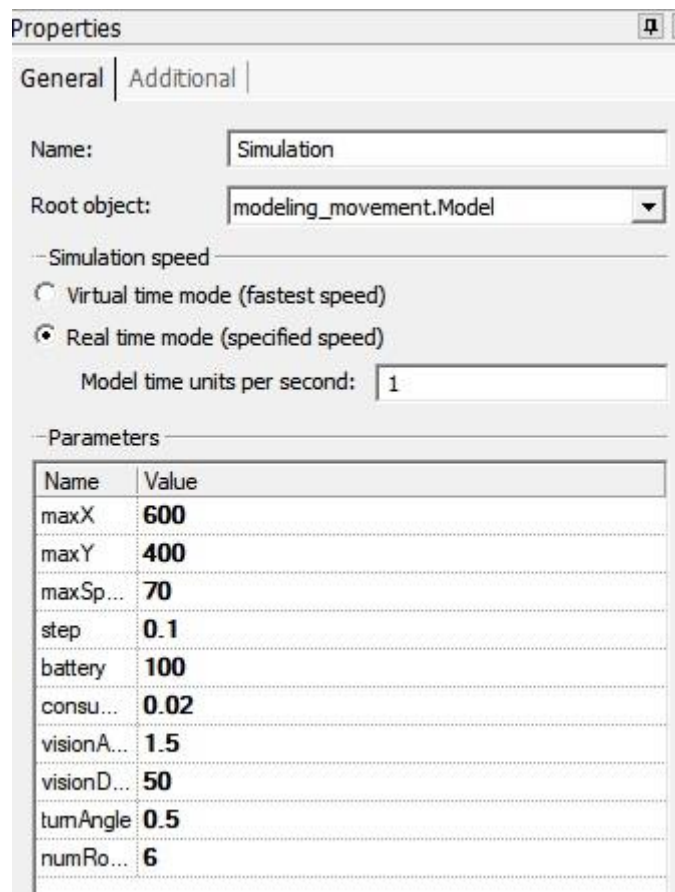 Properties
General Additional
Name: Simulation
Root object: modeling_movement.Model
Simulation speed
Virtual time mode (fastest speed)
Real time mode (specified speed)
Model time units per second: 1
Parameters
Name Value
maxX 600
maxY 400
maxSp... 70
step 0.1
battery 100
consu... 0.02
visionA... 1.5
visionD... 50
turnAngle 0.5
numRo... 6